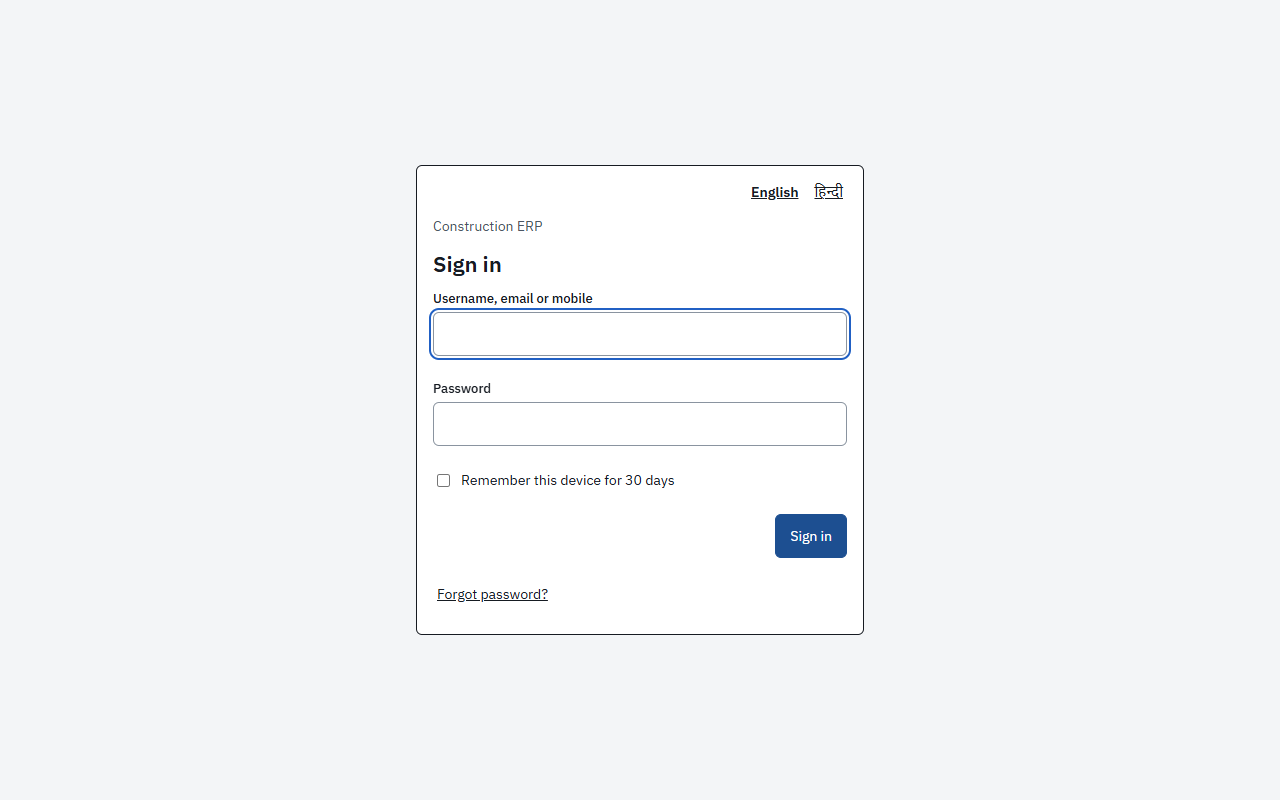 English हिन्दी
Construction ERP
Sign in
Username, email or mobile
Password
Remember this device for 30 days
Sign in
Forgot password?